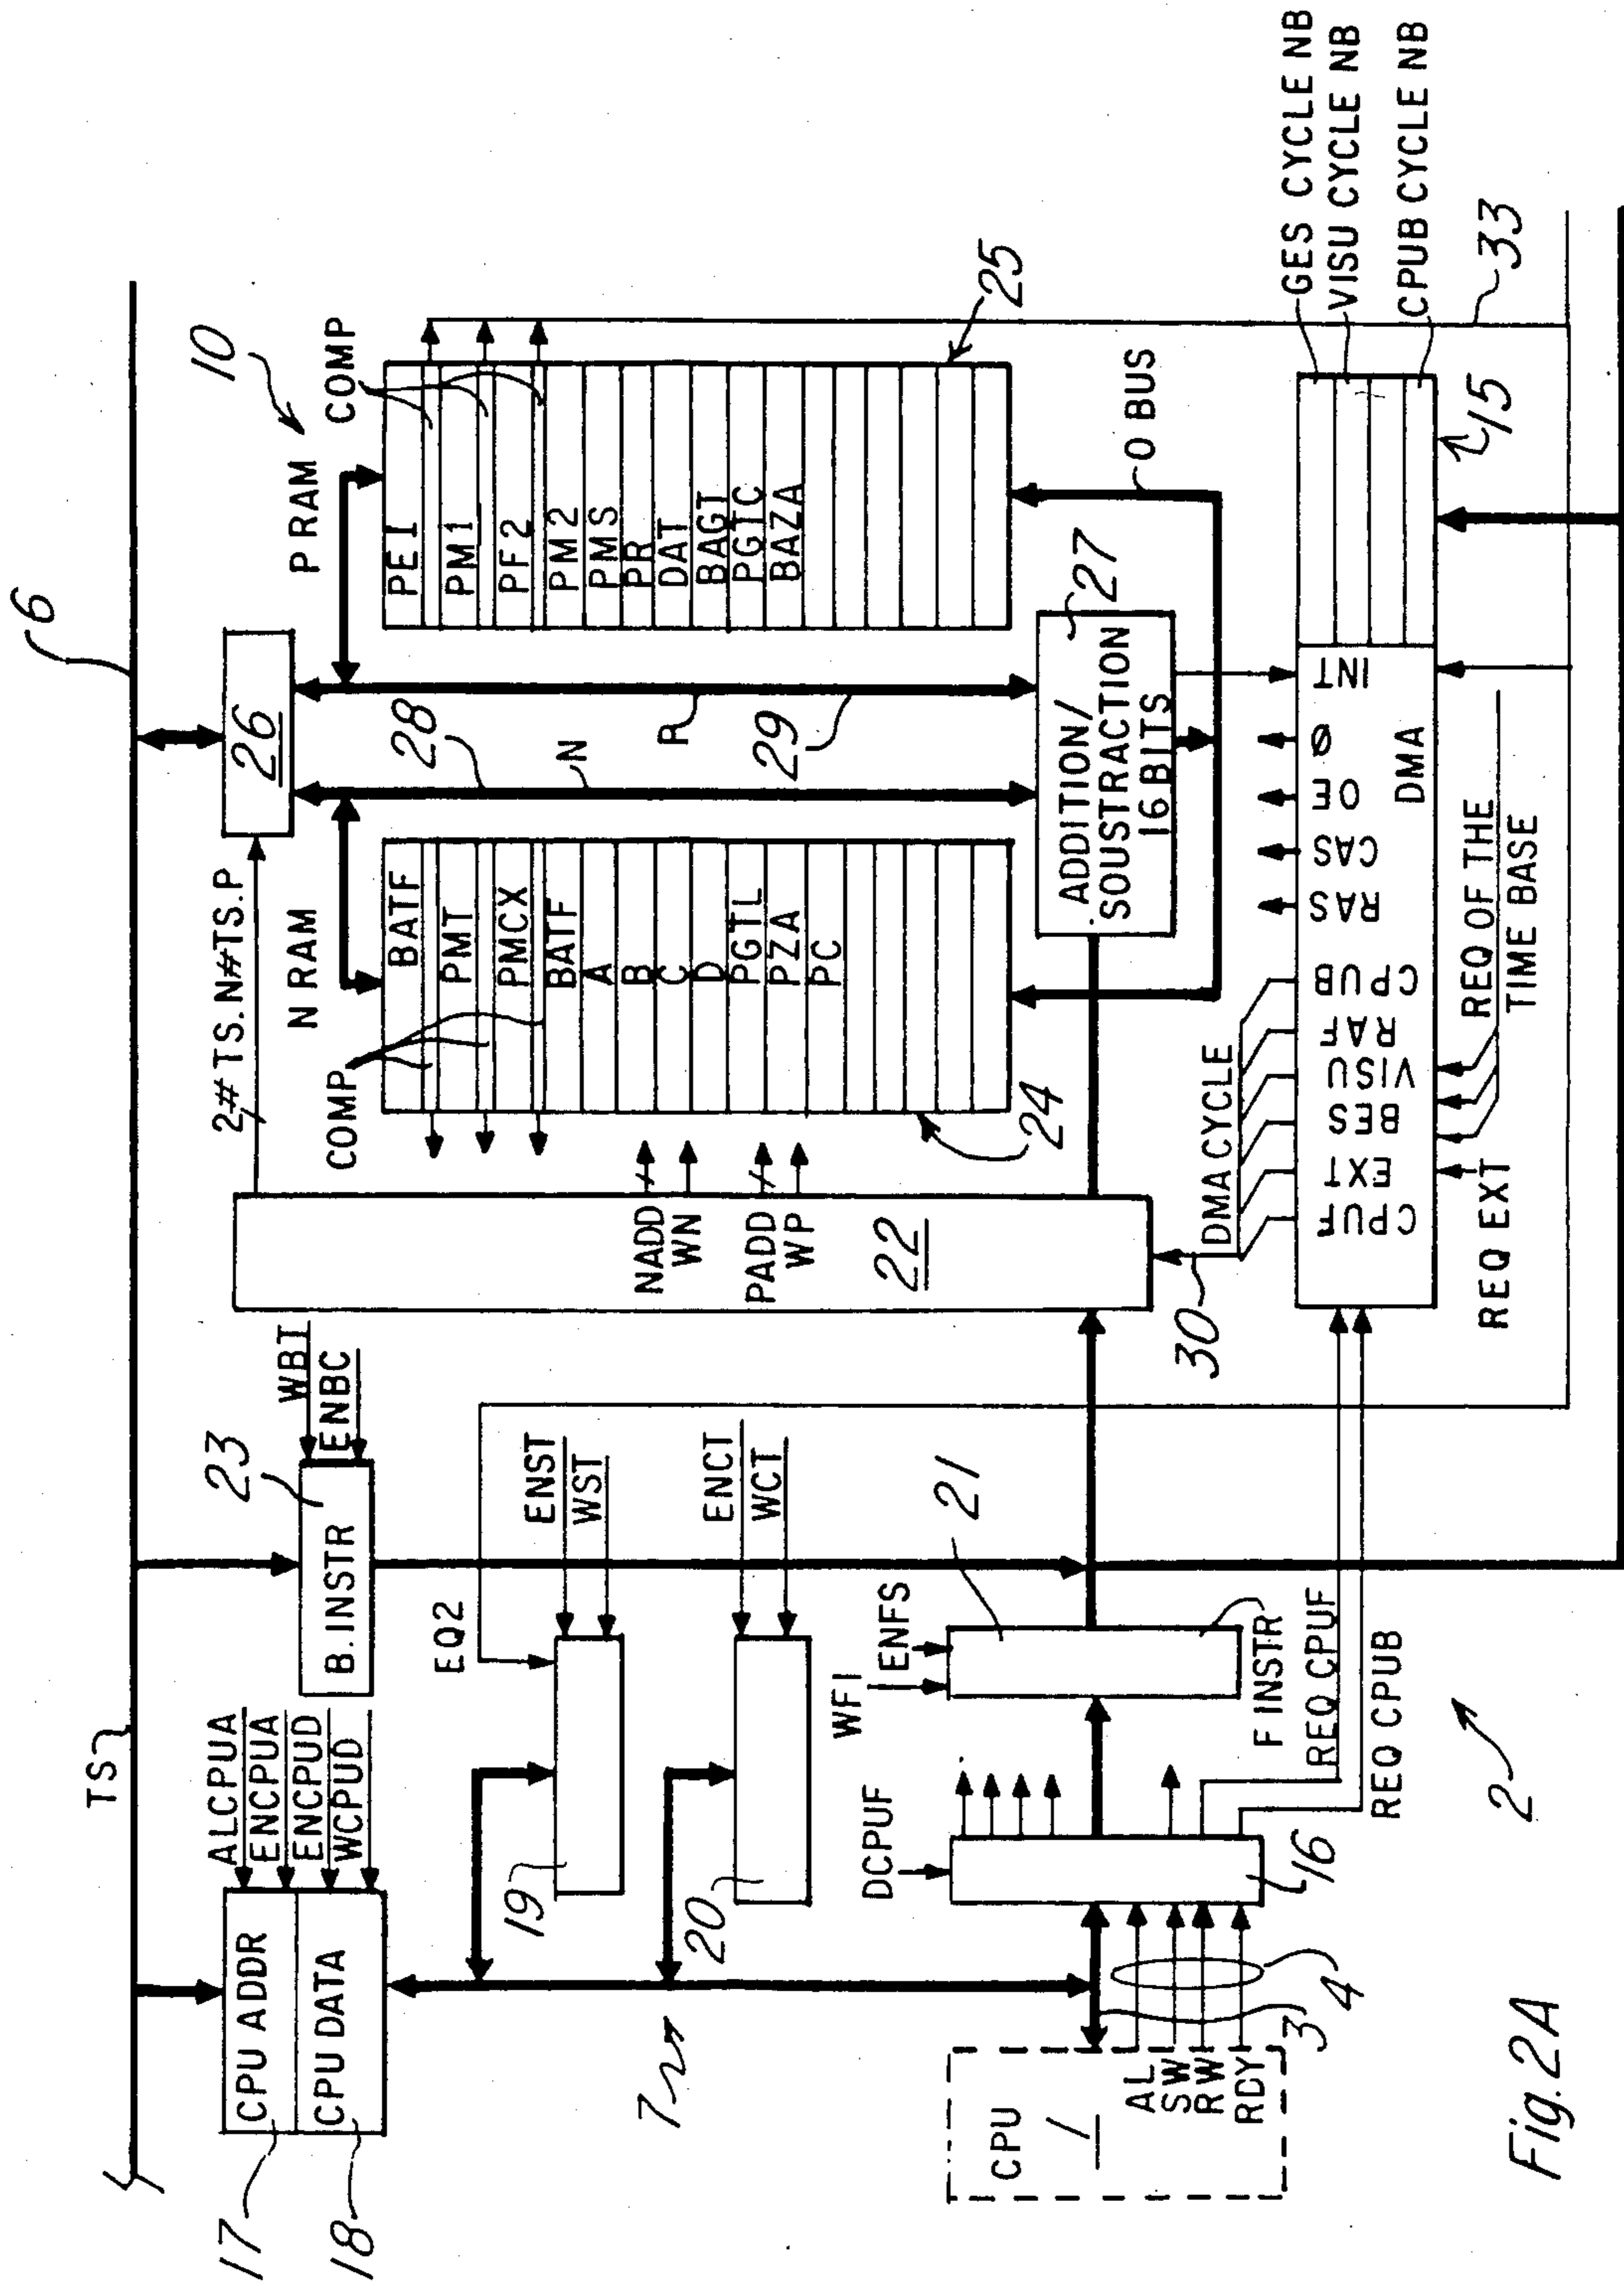 6
TS
10
17
18
CPU ADDR
CPU DATA
ALCPUA
ENCPUA
ENCPUD
WCPUD
23
B.INSTR
WBI
ENBC
2# TS.N#TS.P
26
N RAM
P RAM
COMP
COMP
BATF
PMT
PMCX
BATF
A
B
C
D
PGTL
PZA
PC
24
28
N
R
29
PEI
PM1
PF2
PM2
PMS
PR
DAT
BAGT
PGTC
BAZA
25
EQ2
19
ENST
WST
20
ENCT
WCT
7
NADD
WN
PADD
WP
22
ADDITION/
SOUSTRACTION
16 BITS
27
O BUS
CPU
1
AL
SW
RW
RDY
3
4
DCPUF
16
WFI
ENFS
21
F INSTR
REQ CPUF
REQ CPUB
30
DMA CYCLE
CPUF
EXT
BES
VISU
RAF
CPUB
RAS
CAS
OE
Ø
INT
DMA
REQ EXT
REQ OF THE
TIME BASE
15
GES CYCLE NB
VISU CYCLE NB
CPUB CYCLE NB
33
2
Fig.2A